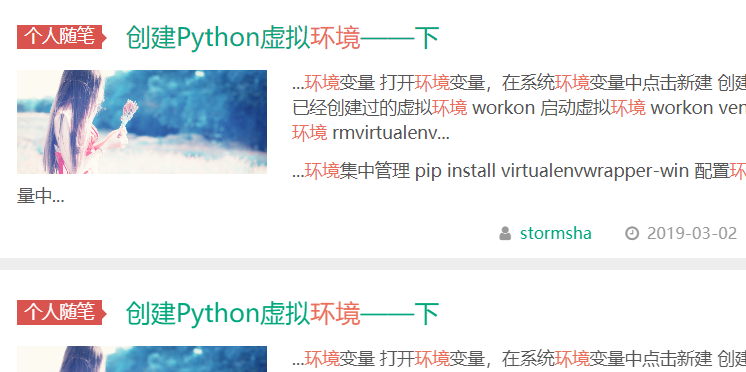 个人随笔 创建Python虚拟环境——下
...环境变量 打开环境变量，在系统环境变量中点击新建 创建
已经创建过的虚拟环境 workon 启动虚拟环境 workon ven
环境 rmvirtualenv...
...环境集中管理 pip install virtualenvwrapper-win 配置环
量中...
stormsha 2019-03-02
个人随笔 创建Python虚拟环境——下
...环境变量 打开环境变量，在系统环境变量中点击新建 创建